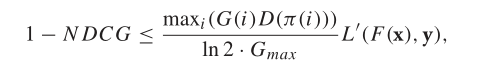 1 − NDCG ≤ max_i (G(i)D(π(i))) / (ln 2 · G_max) L′(F(𝐱), 𝐲),